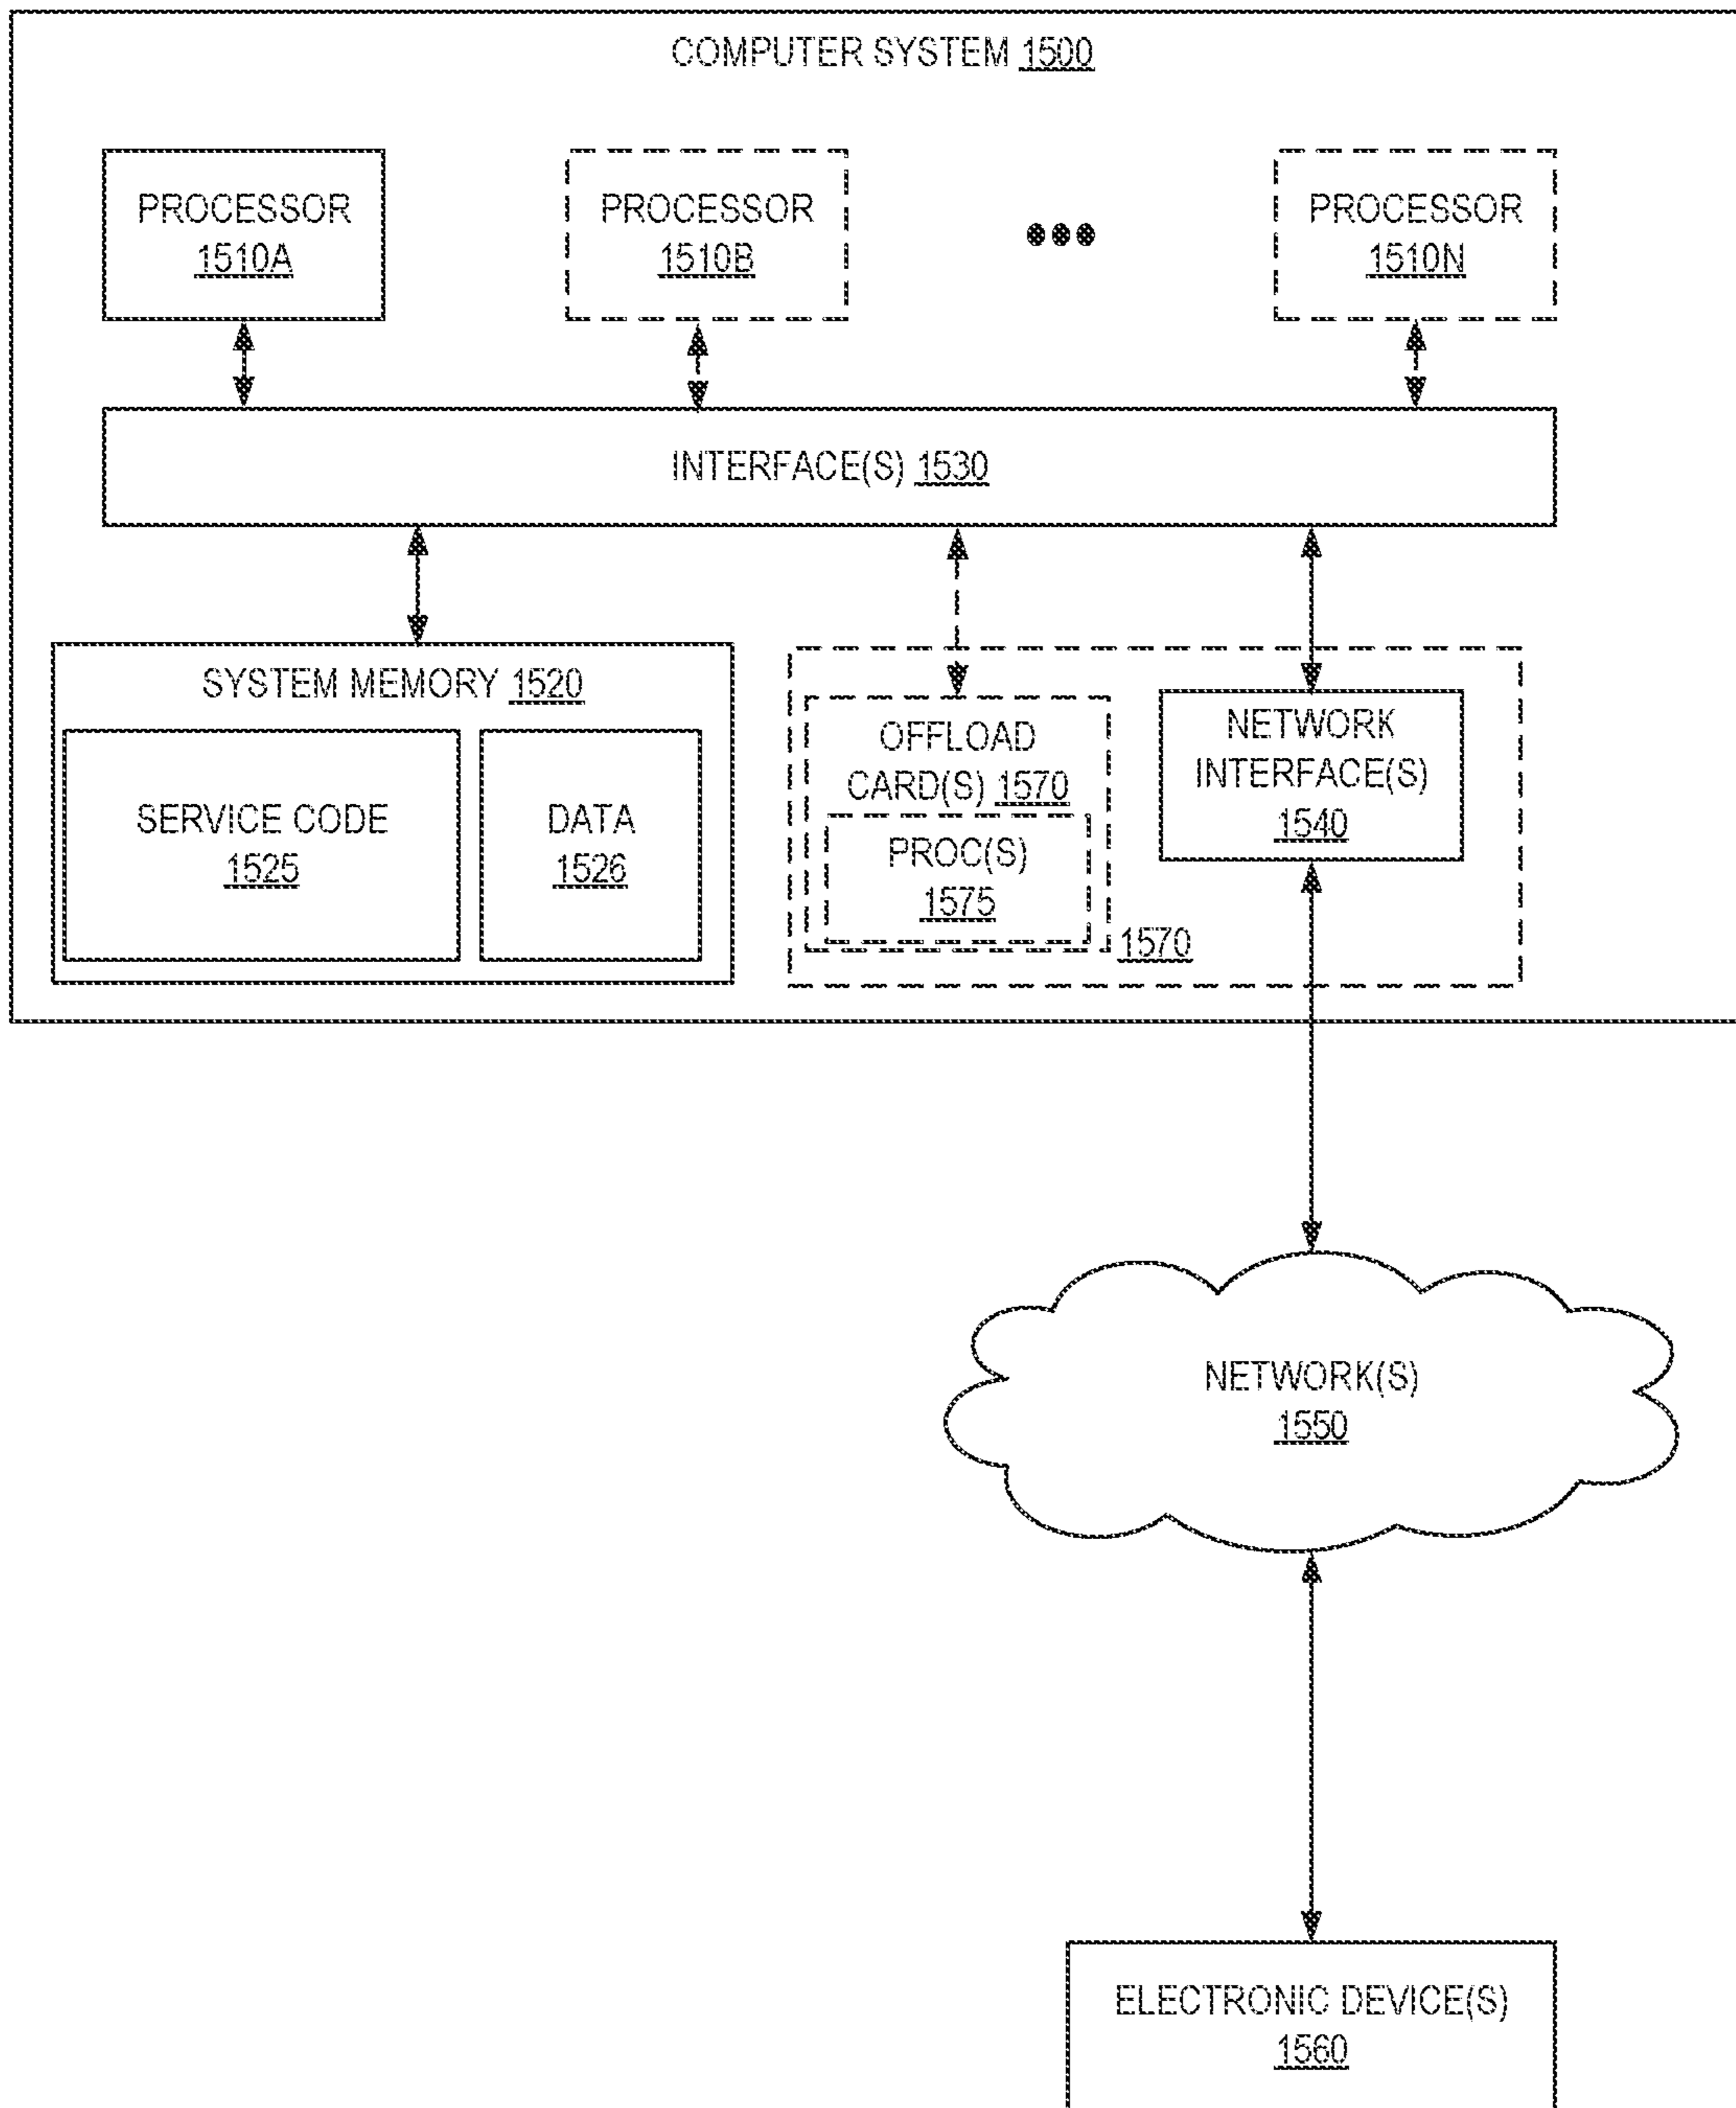 COMPUTER SYSTEM 1500
PROCESSOR
1510A
PROCESSOR
1510B
PROCESSOR
1510N
INTERFACE(S) 1530
SYSTEM MEMORY 1520
SERVICE CODE
1525
DATA
1526
OFFLOAD
CARD(S) 1570
PROC(S)
1575
1570
NETWORK
INTERFACE(S)
1540
NETWORK(S)
1550
ELECTRONIC DEVICE(S)
1560